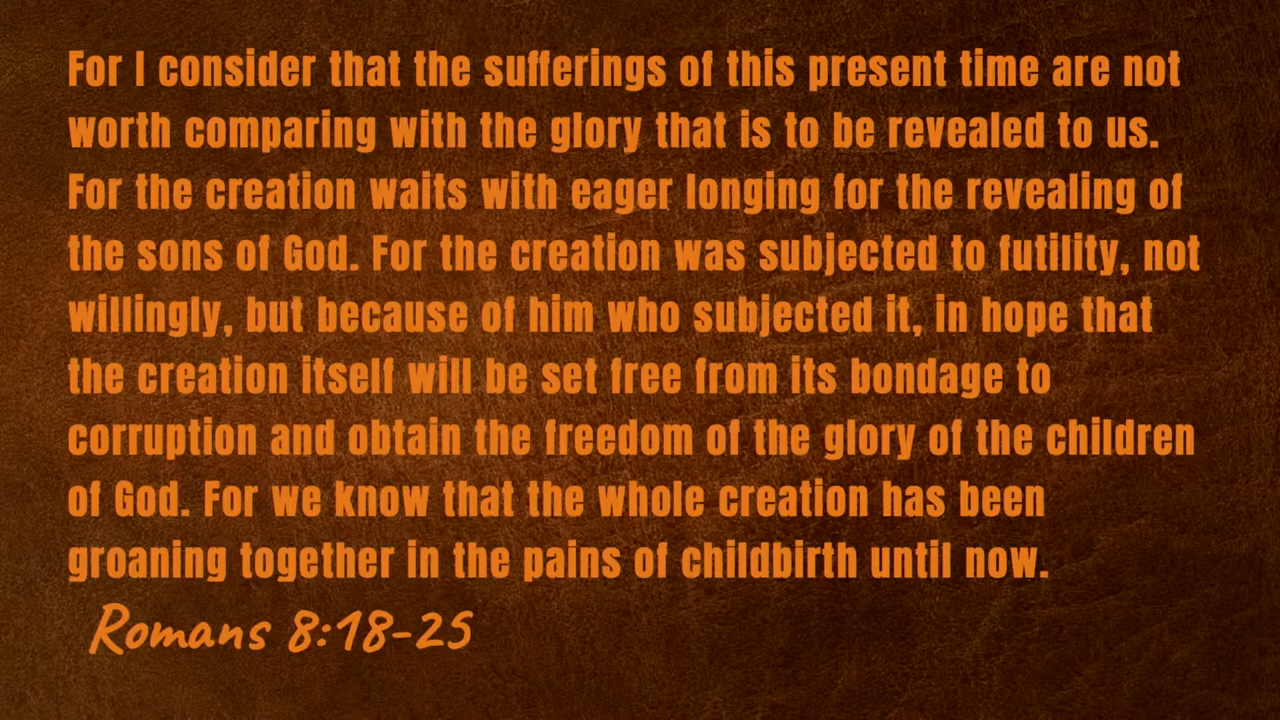 For I consider that the sufferings of this present time are not
worth comparing with the glory that is to be revealed to us.
For the creation waits with eager longing for the revealing of
the sons of God. For the creation was subjected to futility, not
willingly, but because of him who subjected it, in hope that
the creation itself will be set free from its bondage to
corruption and obtain the freedom of the glory of the children
of God. For we know that the whole creation has been
groaning together in the pains of childbirth until now.
Romans 8:18-25